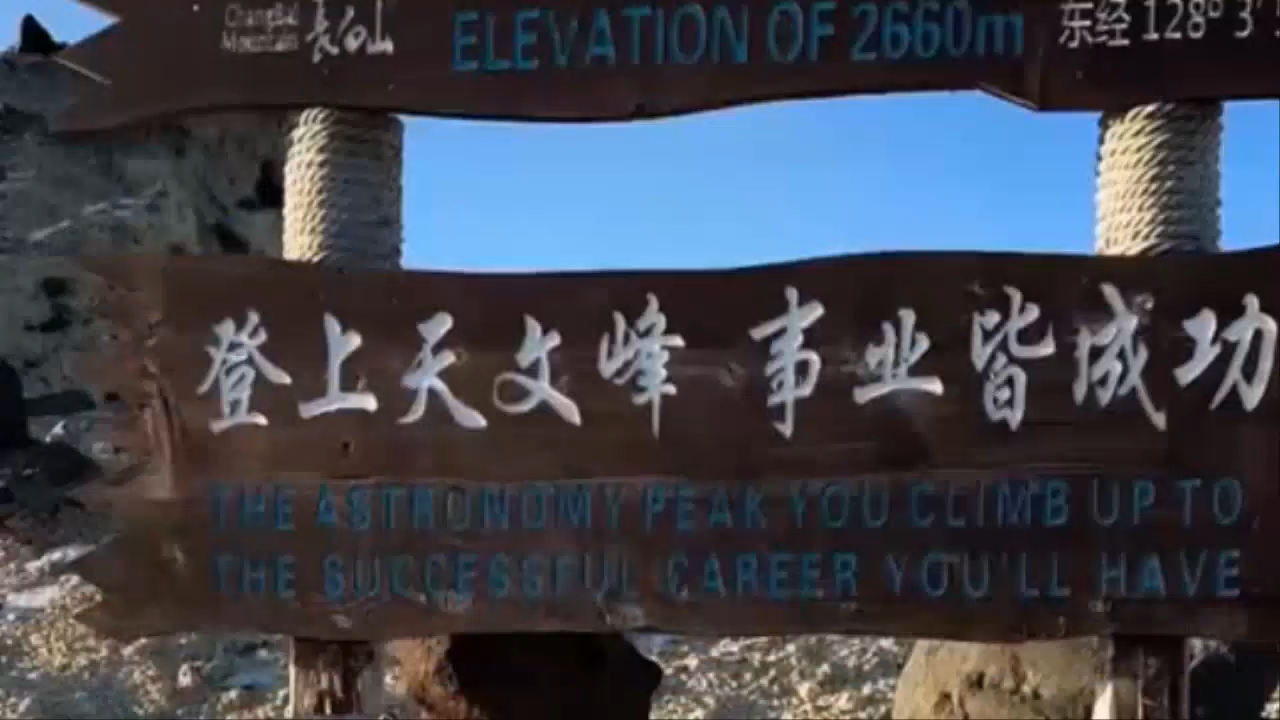 ChangBai
Mountain
长白山
ELEVATION OF 2660m
东经 128° 3'
登上天文峰 事业皆成功
THE ASTRONOMY PEAK YOU CLIMB UP TO,
THE SUCCESSFUL CAREER YOU'LL HAVE